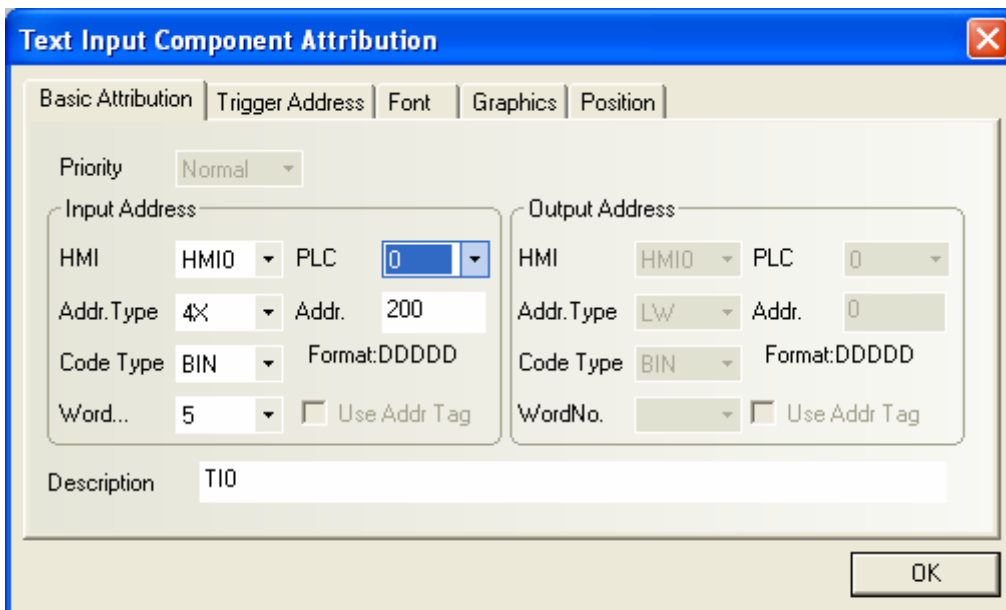 Text Input Component Attribution
Basic Attribution Trigger Address Font Graphics Position
Priority Normal
Input Address Output Address
HMI HMI0 PLC 0 HMI HMI0 PLC 0
Addr.Type 4X Addr. 200 Addr.Type LW Addr. 0
Code Type BIN Format:DDDDD Code Type BIN Format:DDDDD
Word... 5 Use Addr Tag WordNo. Use Addr Tag
Description TI0
OK